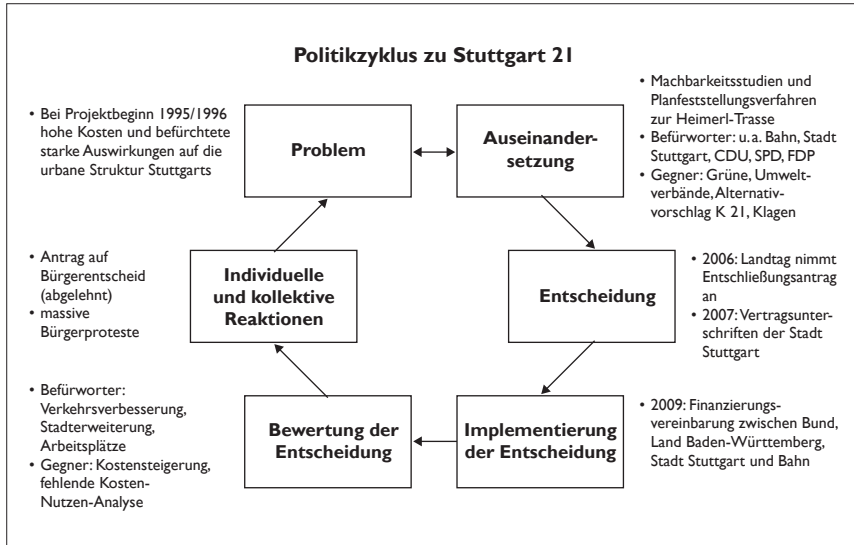 Politikzyklus zu Stuttgart 21
• Bei Projektbeginn 1995/1996
hohe Kosten und befürchtete
starke Auswirkungen auf die
urbane Struktur Stuttgarts
Problem
Auseinander-
setzung
• Machbarkeitsstudien und
Planfeststellungsverfahren
zur Heimerl-Trasse
• Befürworter: u. a. Bahn, Stadt
Stuttgart, CDU, SPD, FDP
• Gegner: Grüne, Umwelt-
verbände, Alternativ-
vorschlag K 21, Klagen
• Antrag auf
Bürgerentscheid
(abgelehnt)
• massive
Bürgerproteste
Individuelle
und kollektive
Reaktionen
Entscheidung
• 2006: Landtag nimmt
Entschließungsantrag
an
• 2007: Vertragsunter-
schriften der Stadt
Stuttgart
• Befürworter:
Verkehrsverbesserung,
Stadterweiterung,
Arbeitsplätze
• Gegner: Kostensteigerung,
fehlende Kosten-
Nutzen-Analyse
Bewertung der
Entscheidung
Implementierung
der Entscheidung
• 2009: Finanzierungs-
vereinbarung zwischen Bund,
Land Baden-Württemberg,
Stadt Stuttgart und Bahn